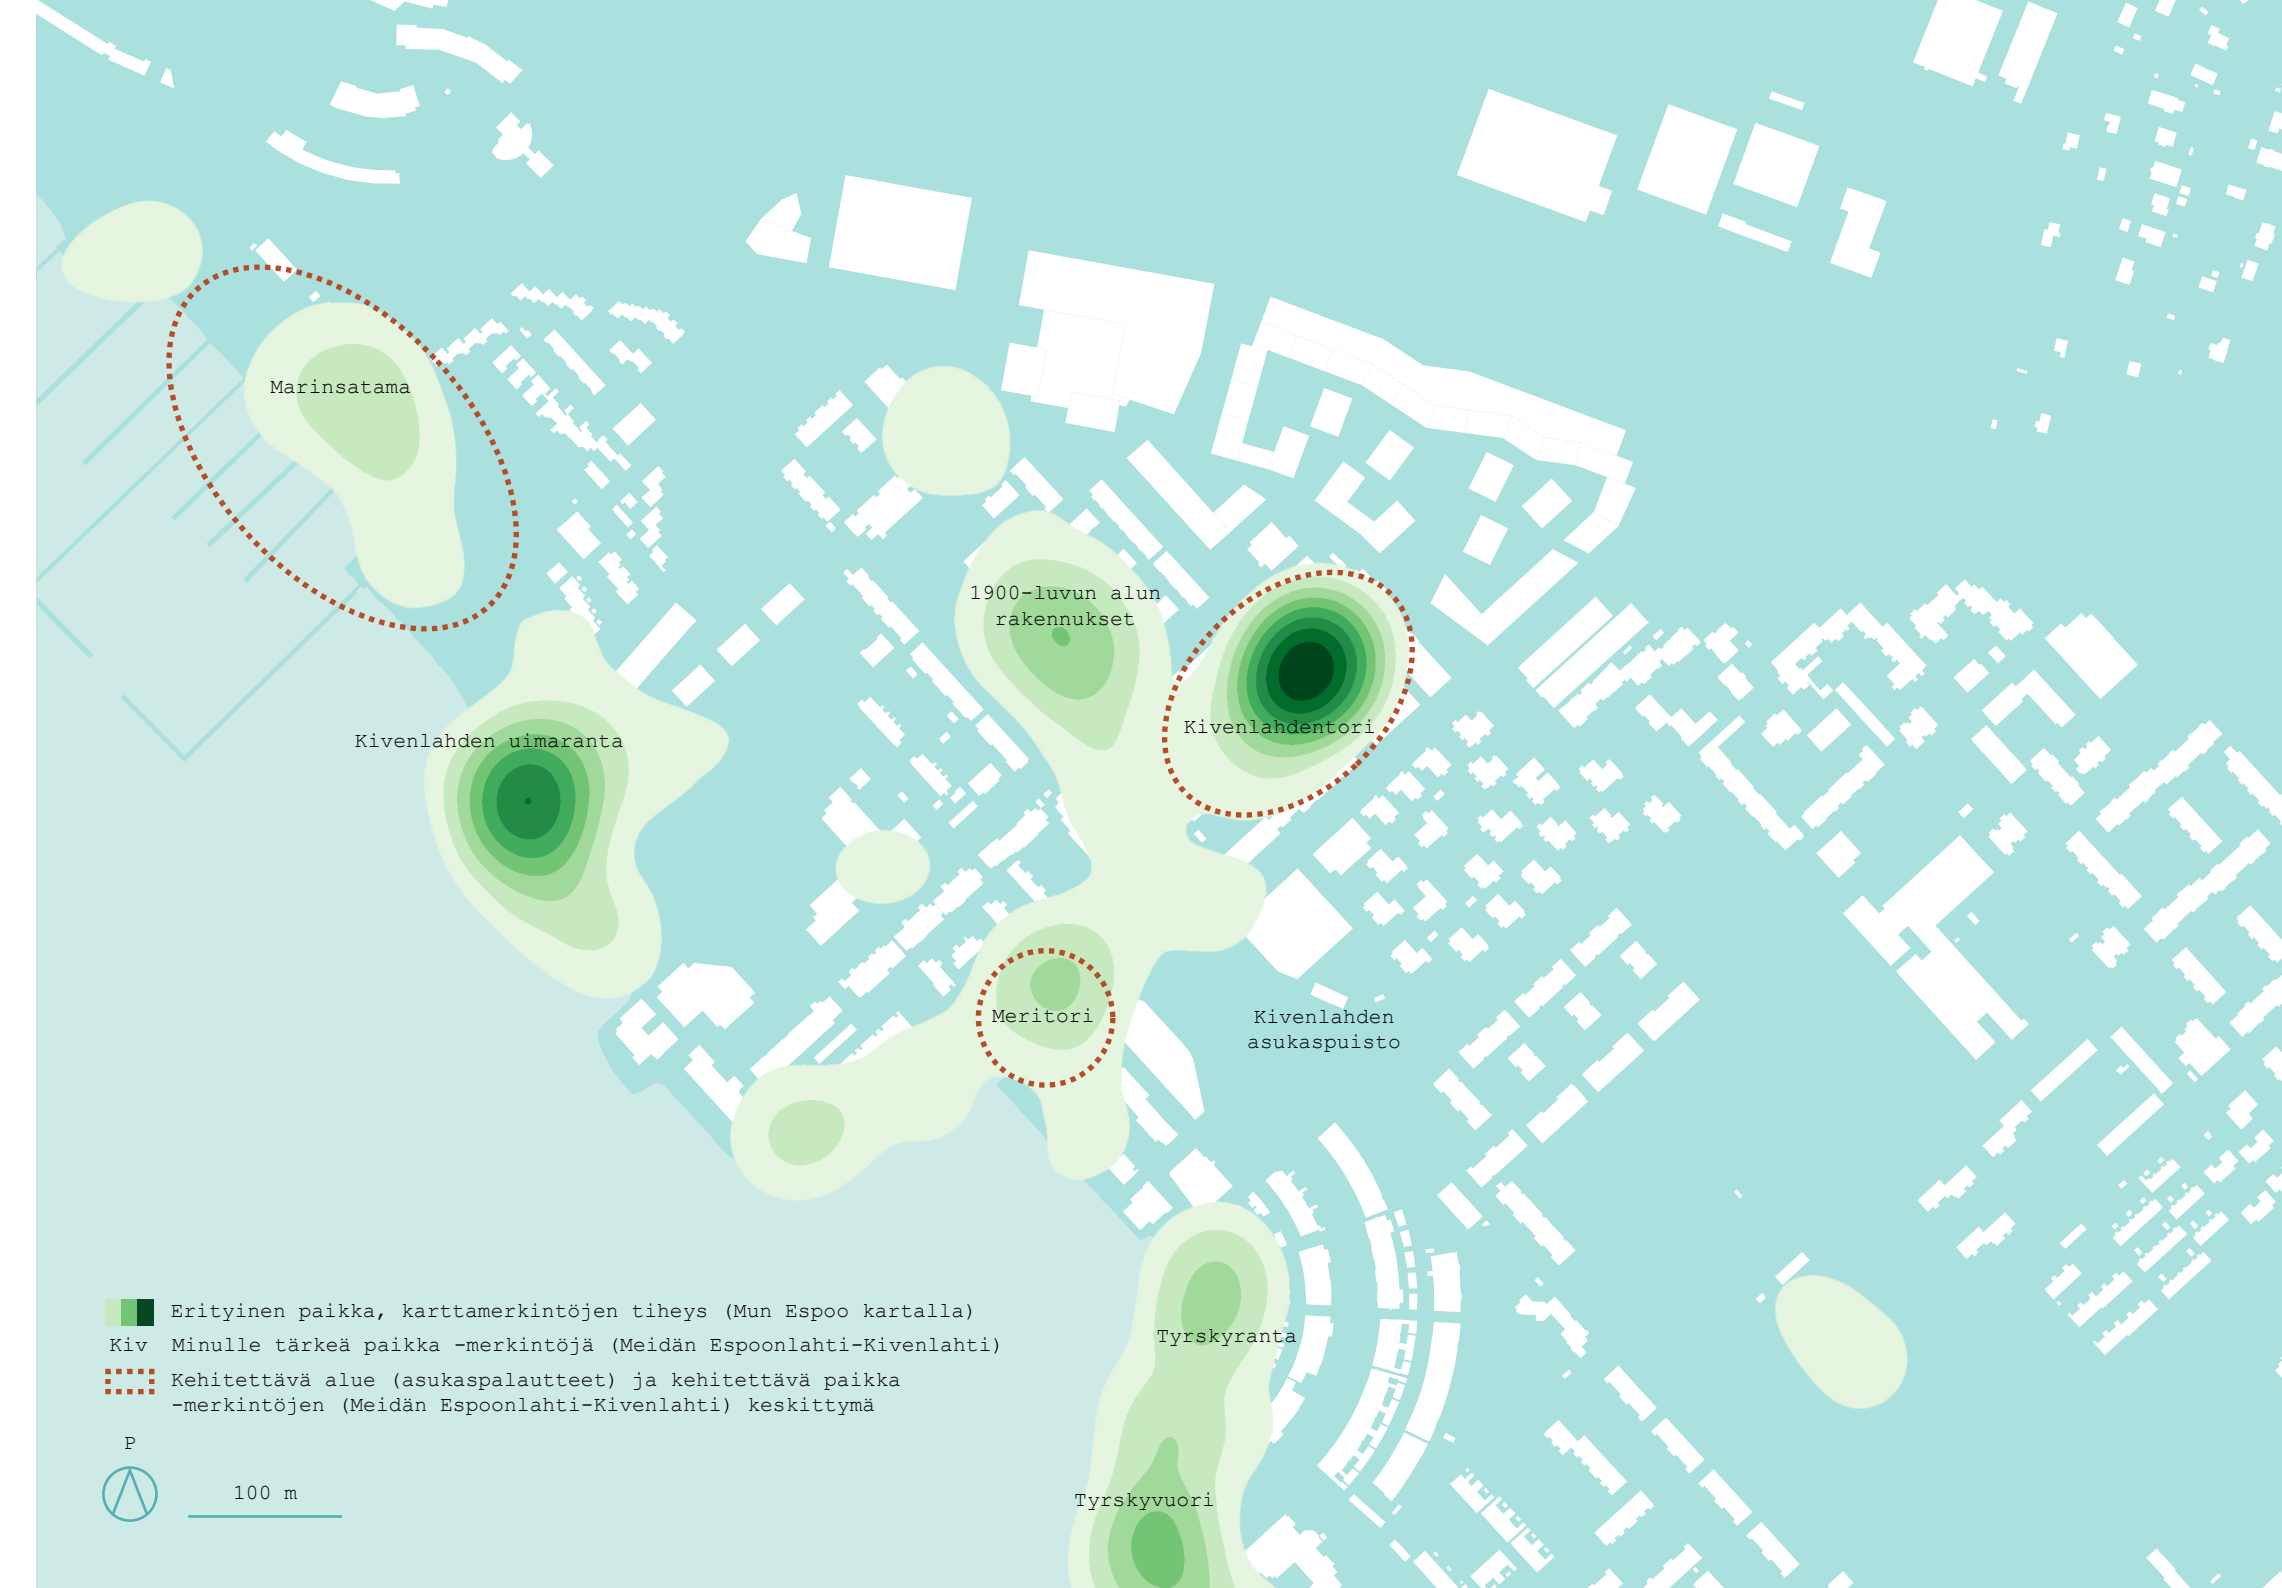 Marinsatama
1900-luvun alun
rakennukset
Kivenlahdentori
Kivenlahden uimaranta
Meritori
Kivenlahden
asukaspuisto
Tyrskyranta
Tyrskyvuori
Erityinen paikka, karttamerkintöjen tiheys (Mun Espoo kartalla)
Kiv Minulle tärkeä paikka -merkintöjä (Meidän Espoonlahti-Kivenlahti)
Kehitettävä alue (asukaspalautteet) ja kehitettävä paikka
-merkintöjen (Meidän Espoonlahti-Kivenlahti) keskittymä
P
100 m